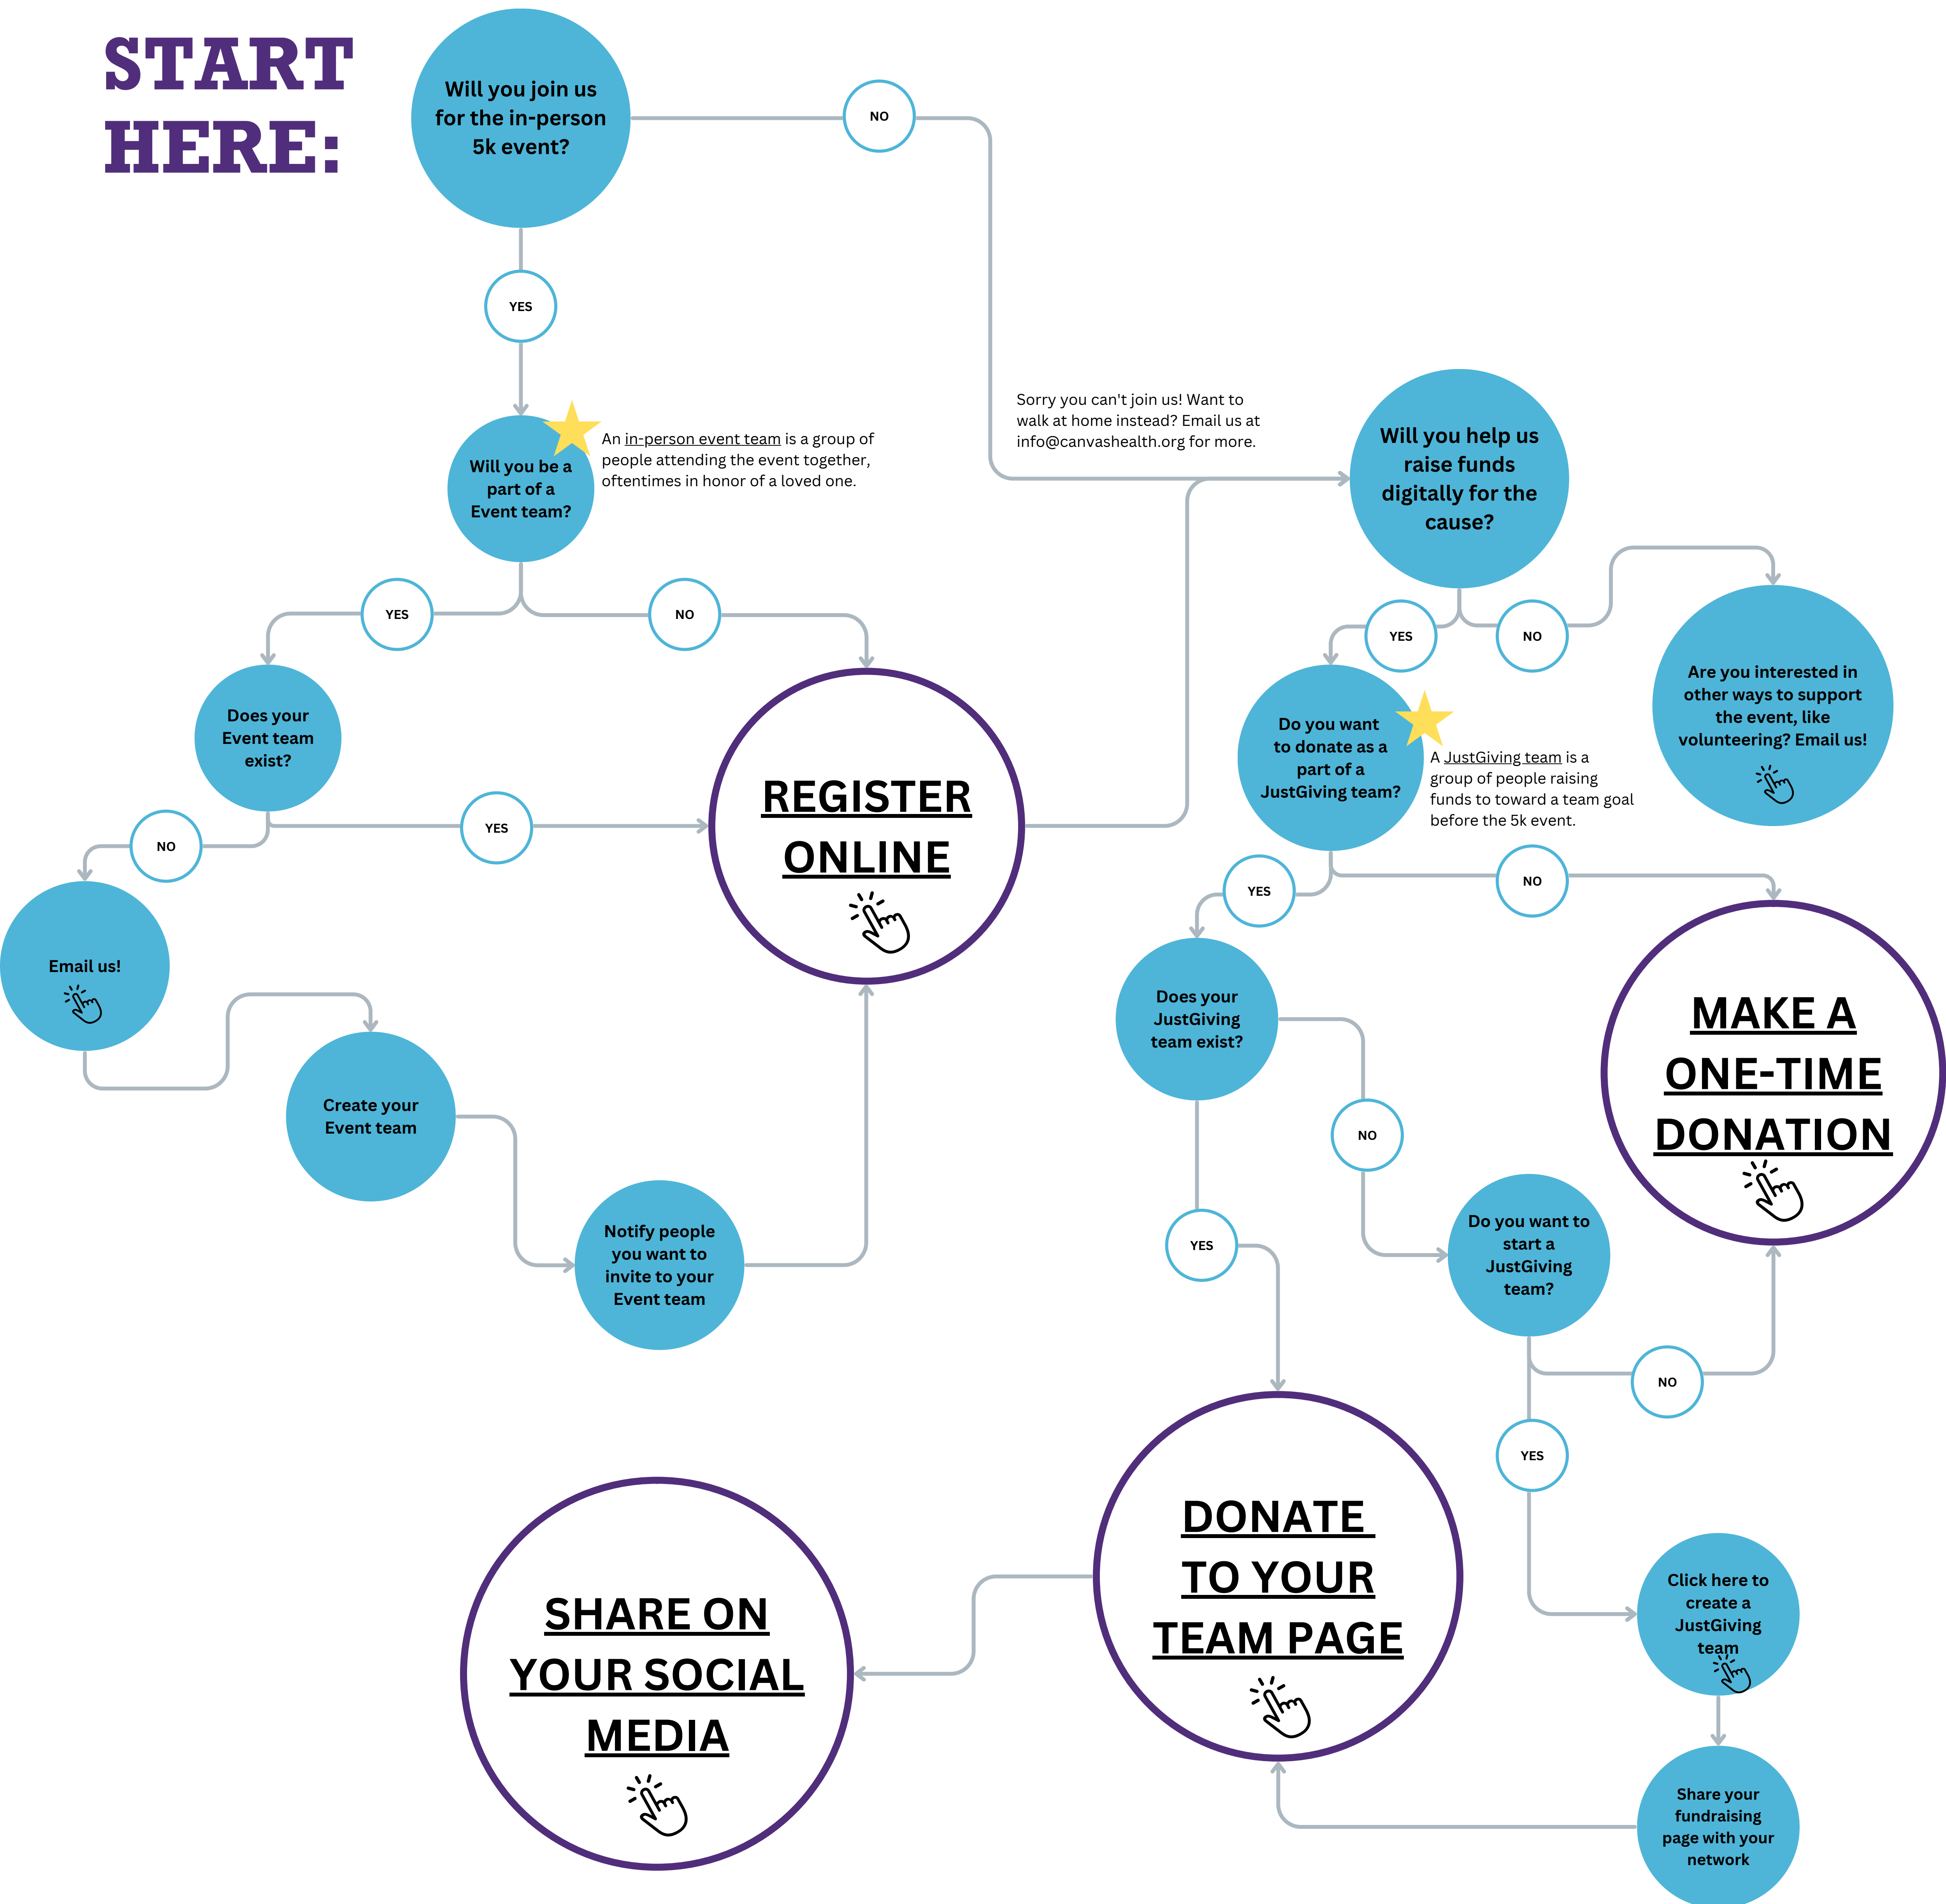 START
HERE:
Will you join us
for the in-person
5k event?
NO
YES
Will you be a
part of a
Event team?
An in-person event team is a group of
people attending the event together,
oftentimes in honor of a loved one.
Sorry you can't join us! Want to
walk at home instead? Email us at
info@canvashealth.org for more.
Will you help us
raise funds
digitally for the
cause?
YES
NO
YES
NO
Does your
Event team
exist?
NO
YES
Email us!
Create your
Event team
Notify people
you want to
invite to your
Event team
REGISTER
ONLINE
Are you interested in
other ways to support
the event, like
volunteering? Email us!
Do you want
to donate as a
part of a
JustGiving team?
A JustGiving team is a
group of people raising
funds to toward a team goal
before the 5k event.
YES
NO
Does your
JustGiving
team exist?
NO
YES
MAKE A
ONE-TIME
DONATION
Do you want to
start a
JustGiving
team?
NO
YES
Click here to
create a
JustGiving
team
Share your
fundraising
page with your
network
DONATE
TO YOUR
TEAM PAGE
SHARE ON
YOUR SOCIAL
MEDIA